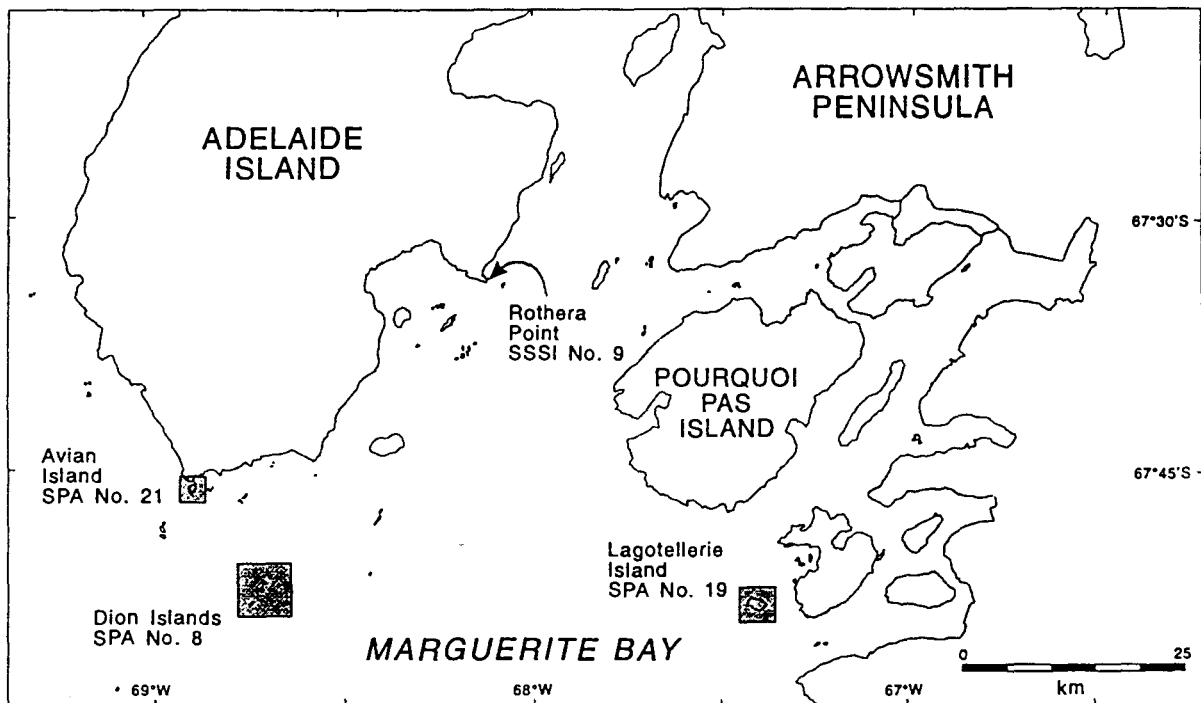 ADELAIDE
ISLAND
ARROWSMITH
PENINSULA
67°30'S
Rothera
Point
SSSI No. 9
POURQUOI
PAS
ISLAND
Avian
Island
SPA No. 21
67°45'S
Lagotellerie
Island
SPA No. 19
Dion Islands
SPA No. 8
MARGUERITE BAY
0 25
km
69°W 68°W 67°W